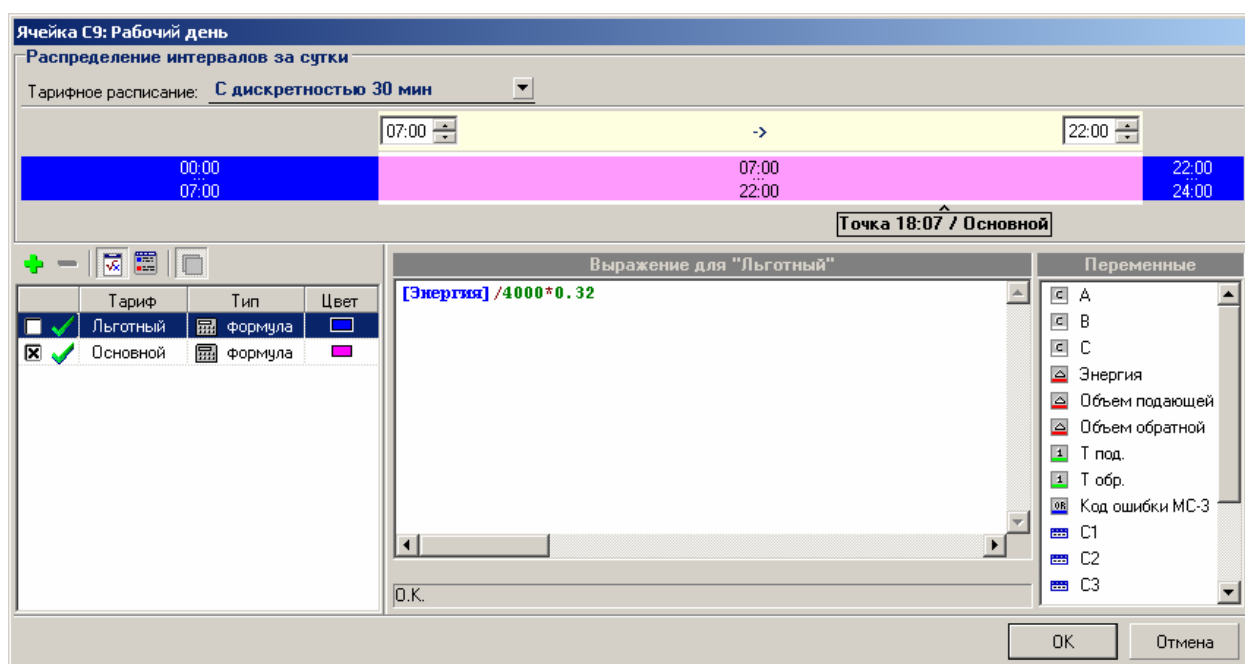 Ячейка C9: Рабочий день
Распределение интервалов за сутки
Тарифное расписание: С дискретностью 30 мин
07:00 -> 22:00
00:00 07:00 22:00
... ... ...
07:00 22:00 24:00
Точка 18:07 / Основной
Выражение для "Льготный"
Переменные
Тариф Тип Цвет
Льготный формула
Основной формула
[Энергия]/4000*0.32
A
B
C
Энергия
Объем подающей
Объем обратной
Т под.
Т обр.
Код ошибки МС-3
C1
C2
C3
O.K.
OK Отмена